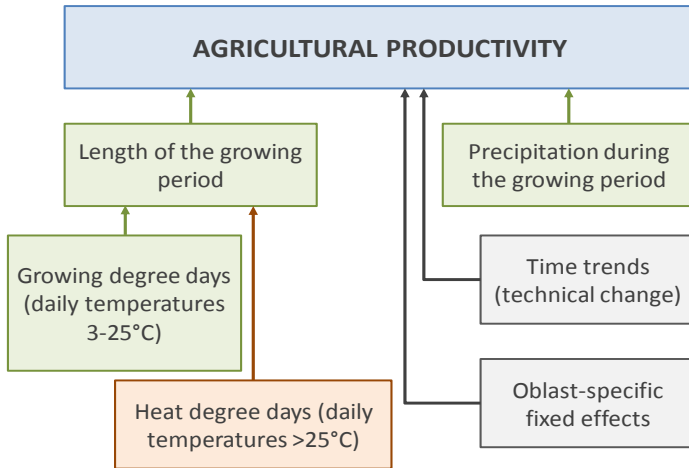 AGRICULTURAL PRODUCTIVITY
Length of the growing
period
Precipitation during
the growing period
Growing degree days
(daily temperatures
3-25°C)
Time trends
(technical change)
Heat degree days (daily
temperatures >25°C)
Oblast-specific
fixed effects